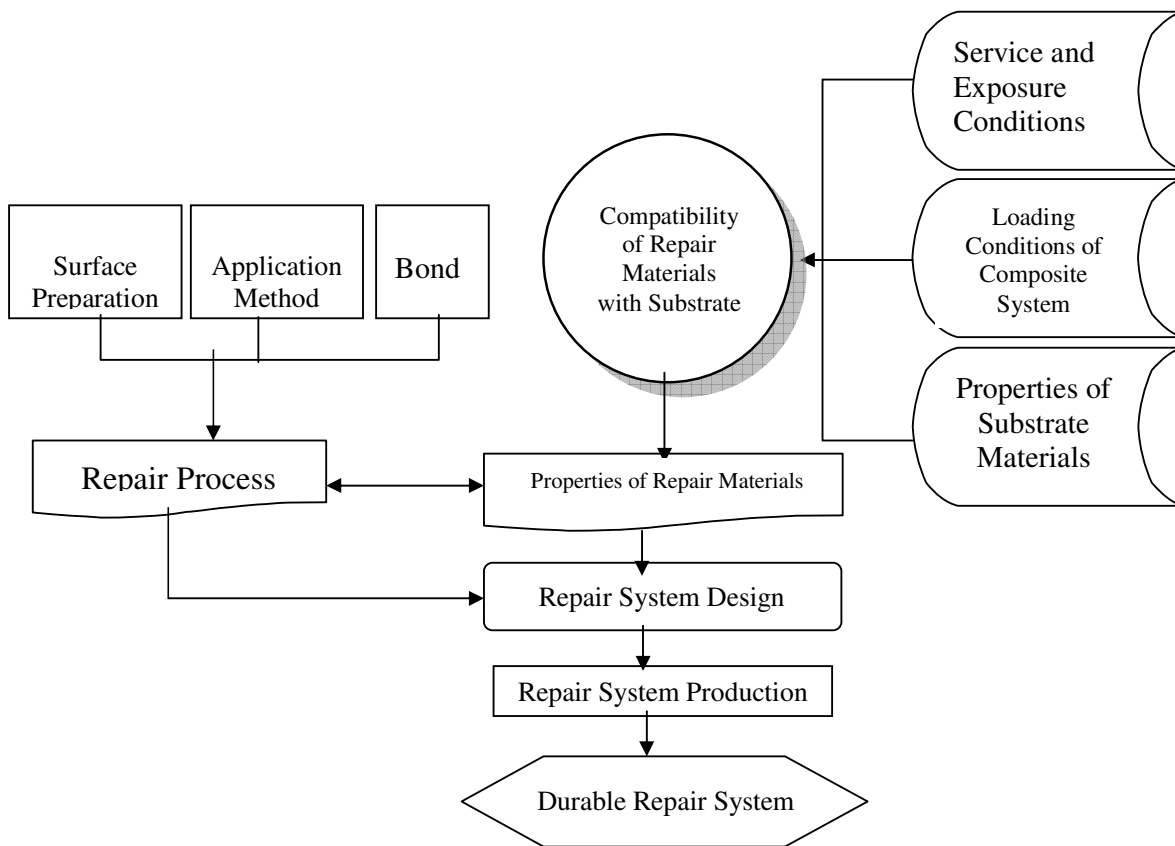 Service and
Exposure
Conditions
Compatibility
of Repair
Materials
with Substrate
Loading
Conditions of
Composite
System
Surface
Preparation
Application
Method
Bond
Properties of
Substrate
Materials
Repair Process
Properties of Repair Materials
Repair System Design
Repair System Production
Durable Repair System